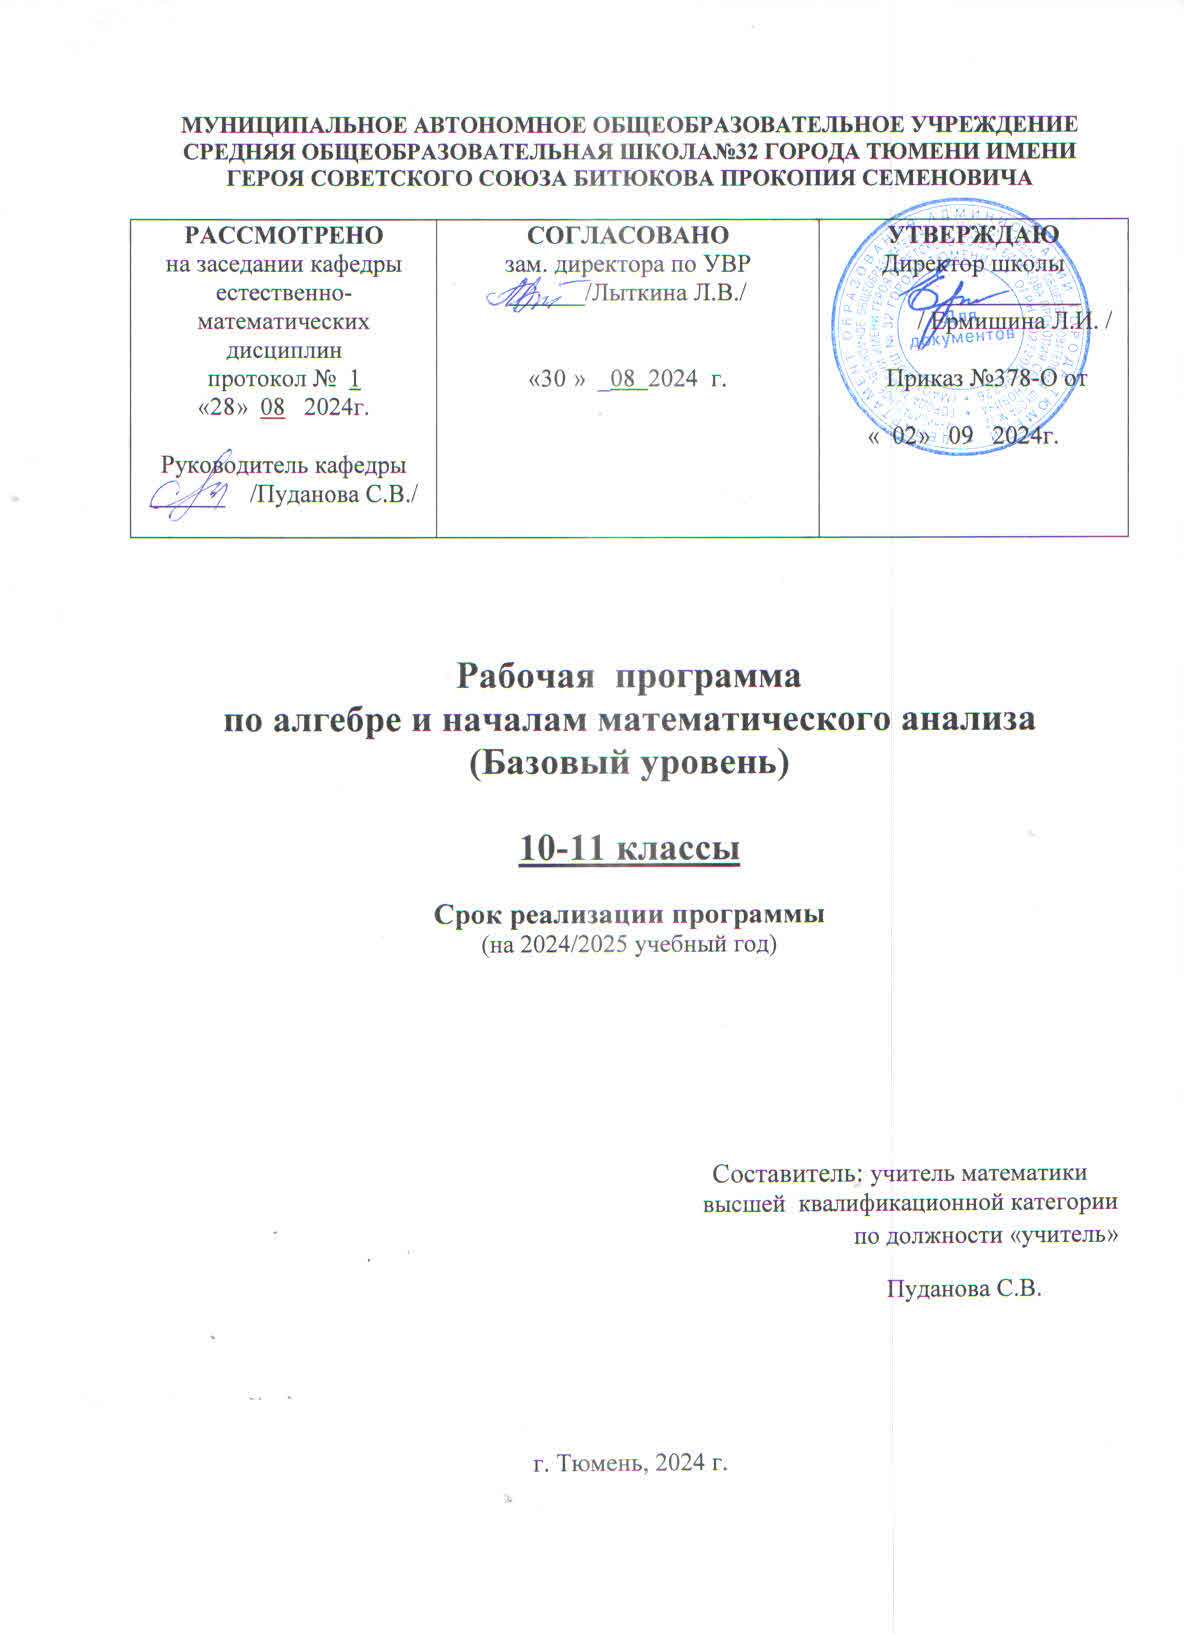 МУНИЦИПАЛЬНОЕ АВТОНОМНОЕ ОБЩЕОБРАЗОВАТЕЛЬНОЕ УЧРЕЖДЕНИЕ
СРЕДНЯЯ ОБЩЕОБРАЗОВАТЕЛЬНАЯ ШКОЛА№32 ГОРОДА ТЮМЕНИ ИМЕНИ
ГЕРОЯ СОВЕТСКОГО СОЮЗА БИТЮКОВА ПРОКОПИЯ СЕМЕНОВИЧА
РАССМОТРЕНО
на заседании кафедры
естественно-
математических
дисциплин
протокол № 1
«28» 08 2024г.
Руководитель кафедры
/Пуданова С.В./
СОГЛАСОВАНО
зам. директора по УВР
/Лыткина Л.В./
«30 » _08_2024 г.
УТВЕРЖДАЮ
Директор школы
/ Ермишина Л.И. /
Для
документов
Приказ №378-О от
« 02» 09 2024г.
Рабочая программа
по алгебре и началам математического анализа
(Базовый уровень)
10-11 классы
Срок реализации программы
(на 2024/2025 учебный год)
Составитель: учитель математики
высшей квалификационной категории
по должности «учитель»
Пуданова С.В.
г. Тюмень, 2024 г.